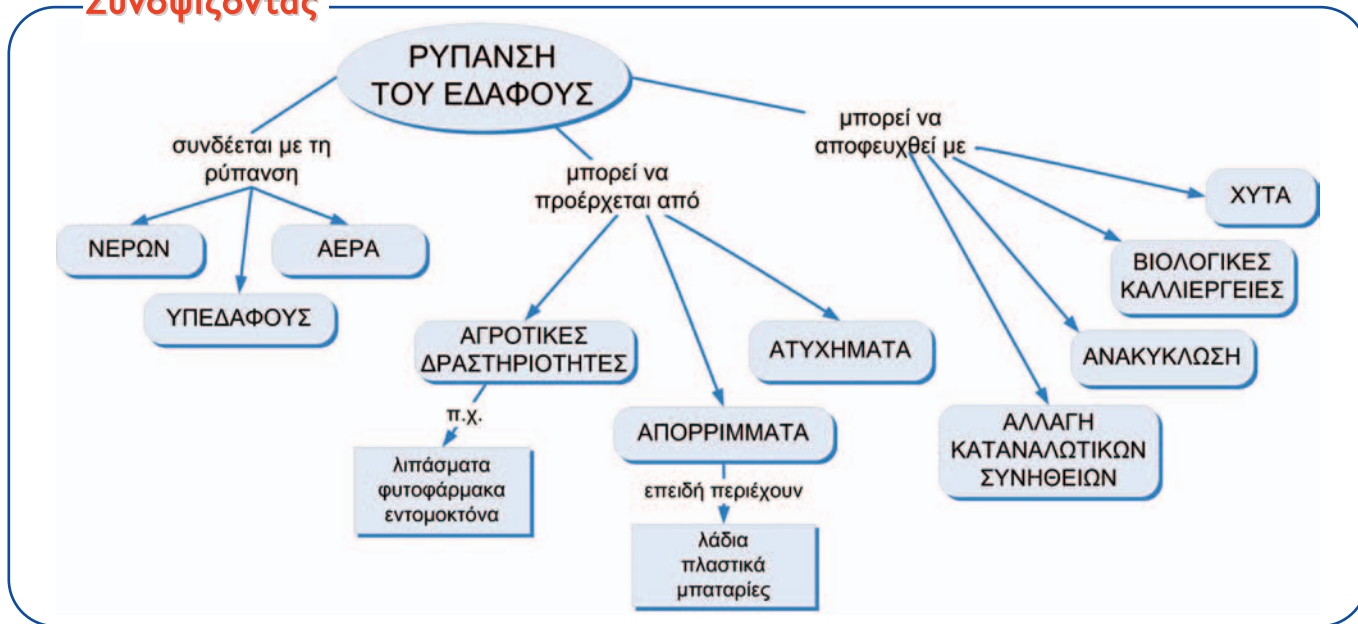 Συνοψίζοντας
ΡΥΠΑΝΣΗ
ΤΟΥ ΕΔΑΦΟΥΣ
συνδέεται με τη
ρύπανση
ΝΕΡΩΝ
ΑΕΡΑ
ΥΠΕΔΑΦΟΥΣ
μπορεί να
προέρχεται από
ΑΓΡΟΤΙΚΕΣ
ΔΡΑΣΤΗΡΙΟΤΗΤΕΣ
π.χ.
λιπάσματα
φυτοφάρμακα
εντομοκτόνα
ΑΠΟΡΡΙΜΜΑΤΑ
επειδή περιέχουν
λάδια
πλαστικά
μπαταρίες
ΑΤΥΧΗΜΑΤΑ
μπορεί να
αποφευχθεί με
ΧΥΤΑ
ΒΙΟΛΟΓΙΚΕΣ
ΚΑΛΛΙΕΡΓΕΙΕΣ
ΑΝΑΚΥΚΛΩΣΗ
ΑΛΛΑΓΗ
ΚΑΤΑΝΑΛΩΤΙΚΩΝ
ΣΥΝΗΘΕΙΩΝ